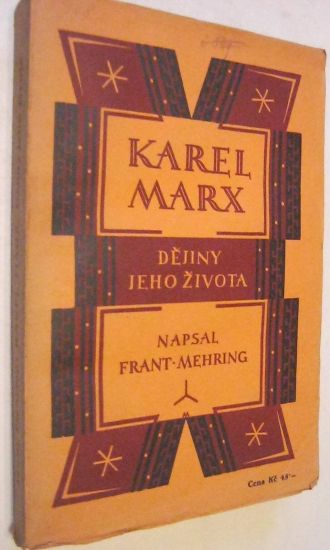 KAREL
MARX
DĚJINY
JEHO ŽIVOTA
NAPSAL
FRANT·MEHRING
M
Cena Kč 45·—